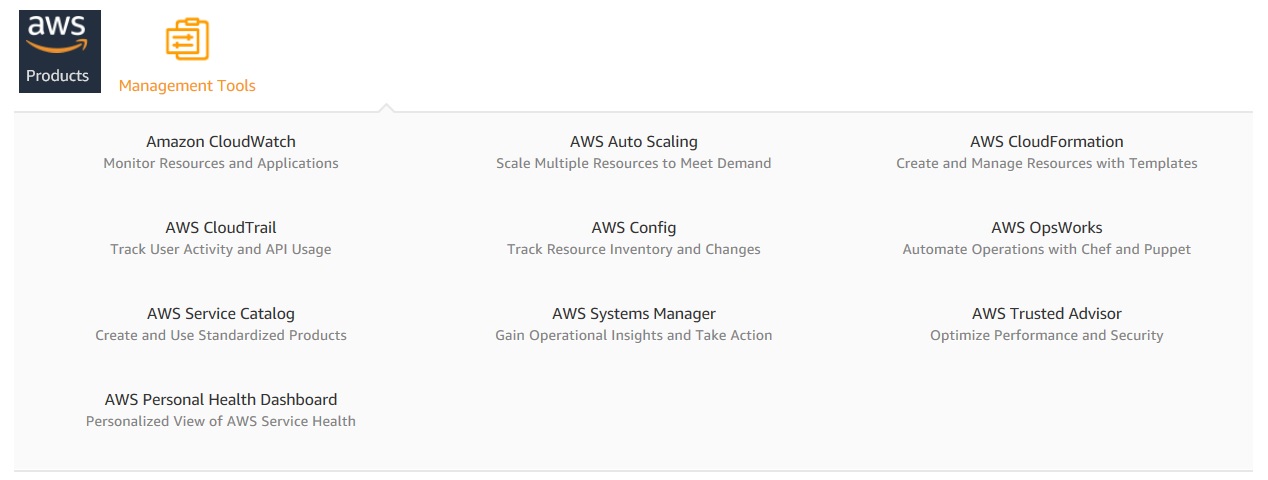 aws
Products
Management Tools
Amazon CloudWatch
Monitor Resources and Applications
AWS Auto Scaling
Scale Multiple Resources to Meet Demand
AWS CloudFormation
Create and Manage Resources with Templates
AWS CloudTrail
Track User Activity and API Usage
AWS Config
Track Resource Inventory and Changes
AWS OpsWorks
Automate Operations with Chef and Puppet
AWS Service Catalog
Create and Use Standardized Products
AWS Systems Manager
Gain Operational Insights and Take Action
AWS Trusted Advisor
Optimize Performance and Security
AWS Personal Health Dashboard
Personalized View of AWS Service Health